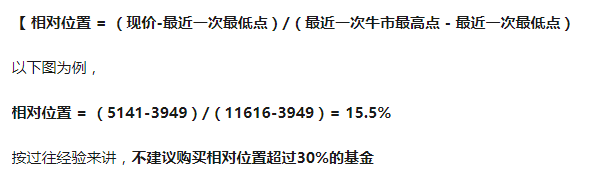 【 相对位置 = （现价-最近一次最低点）/（最近一次牛市最高点 - 最近一次最低点）
以下图为例，
相对位置 = （5141-3949）/（11616-3949）= 15.5%
按过往经验来讲，不建议购买相对位置超过30%的基金